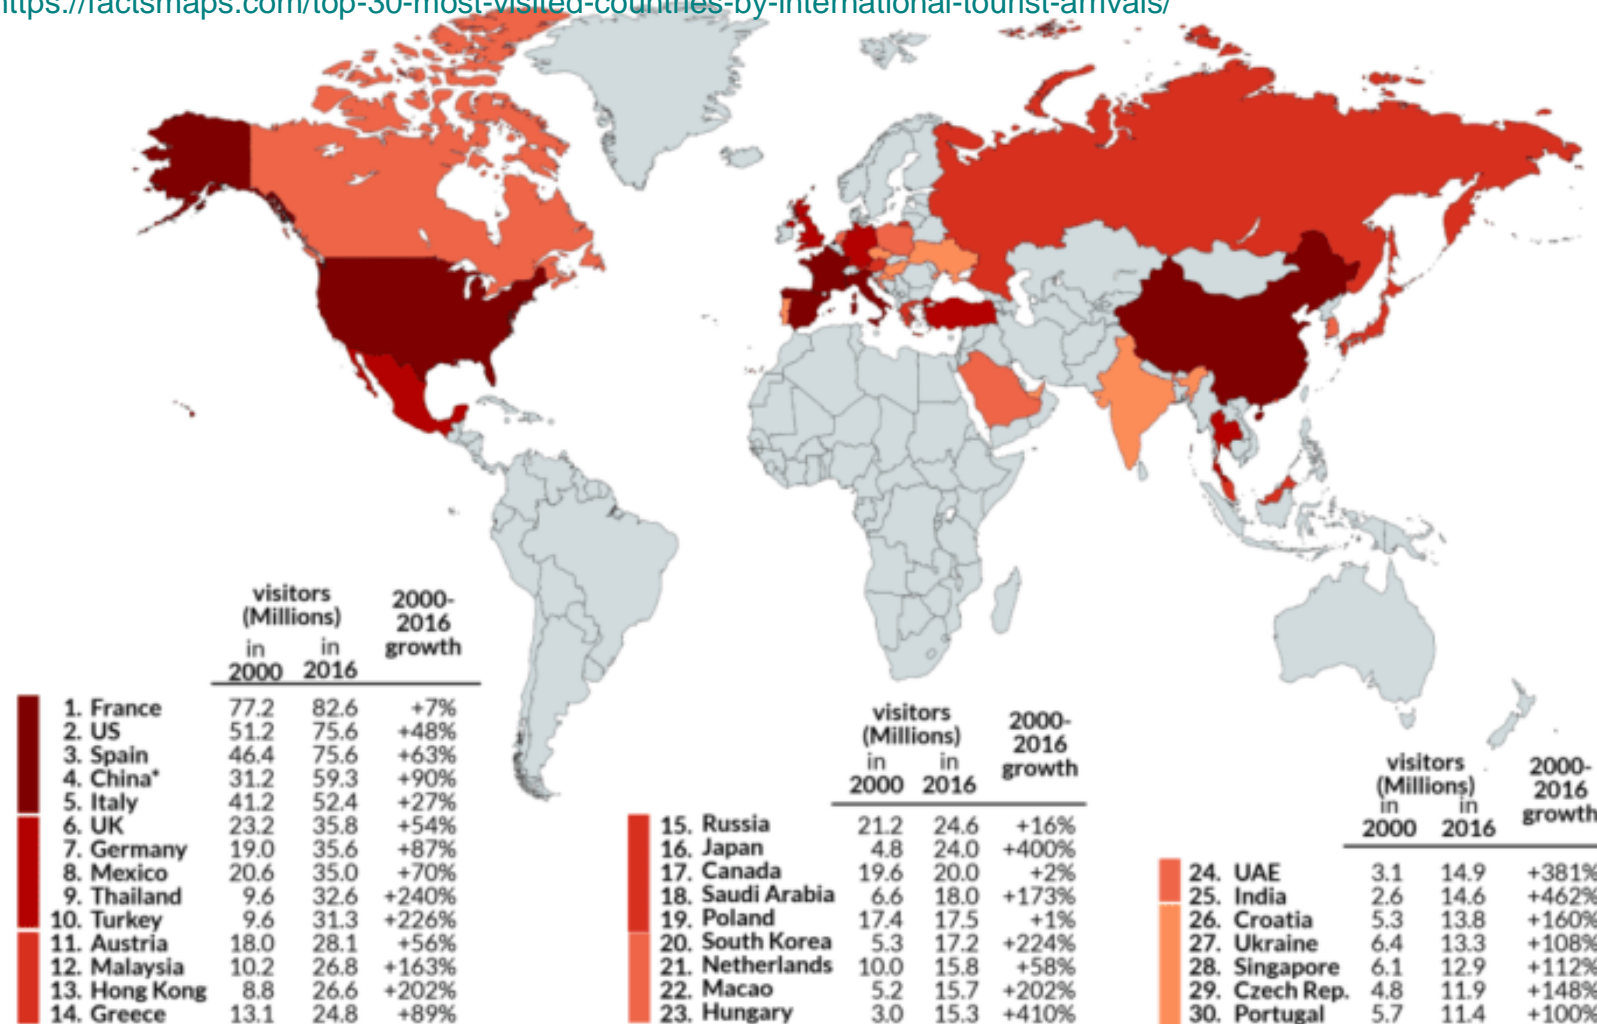 https://factsmaps.com/top-30-most-visited-countries-by-international-tourist-arrivals/
visitors (Millions) 2000-2016 growth
in 2000 in 2016
1. France 77.2 82.6 +7%
2. US 51.2 75.6 +48%
3. Spain 46.4 75.6 +63%
4. China* 31.2 59.3 +90%
5. Italy 41.2 52.4 +27%
6. UK 23.2 35.8 +54%
7. Germany 19.0 35.6 +87%
8. Mexico 20.6 35.0 +70%
9. Thailand 9.6 32.6 +240%
10. Turkey 9.6 31.3 +226%
11. Austria 18.0 28.1 +56%
12. Malaysia 10.2 26.8 +163%
13. Hong Kong 8.8 26.6 +202%
14. Greece 13.1 24.8 +89%
visitors (Millions) 2000-2016 growth
in 2000 in 2016
15. Russia 21.2 24.6 +16%
16. Japan 4.8 24.0 +400%
17. Canada 19.6 20.0 +2%
18. Saudi Arabia 6.6 18.0 +173%
19. Poland 17.4 17.5 +1%
20. South Korea 5.3 17.2 +224%
21. Netherlands 10.0 15.8 +58%
22. Macao 5.2 15.7 +202%
23. Hungary 3.0 15.3 +410%
visitors (Millions) 2000-2016 growth
in 2000 in 2016
24. UAE 3.1 14.9 +381%
25. India 2.6 14.6 +462%
26. Croatia 5.3 13.8 +160%
27. Ukraine 6.4 13.3 +108%
28. Singapore 6.1 12.9 +112%
29. Czech Rep. 4.8 11.9 +148%
30. Portugal 5.7 11.4 +100%